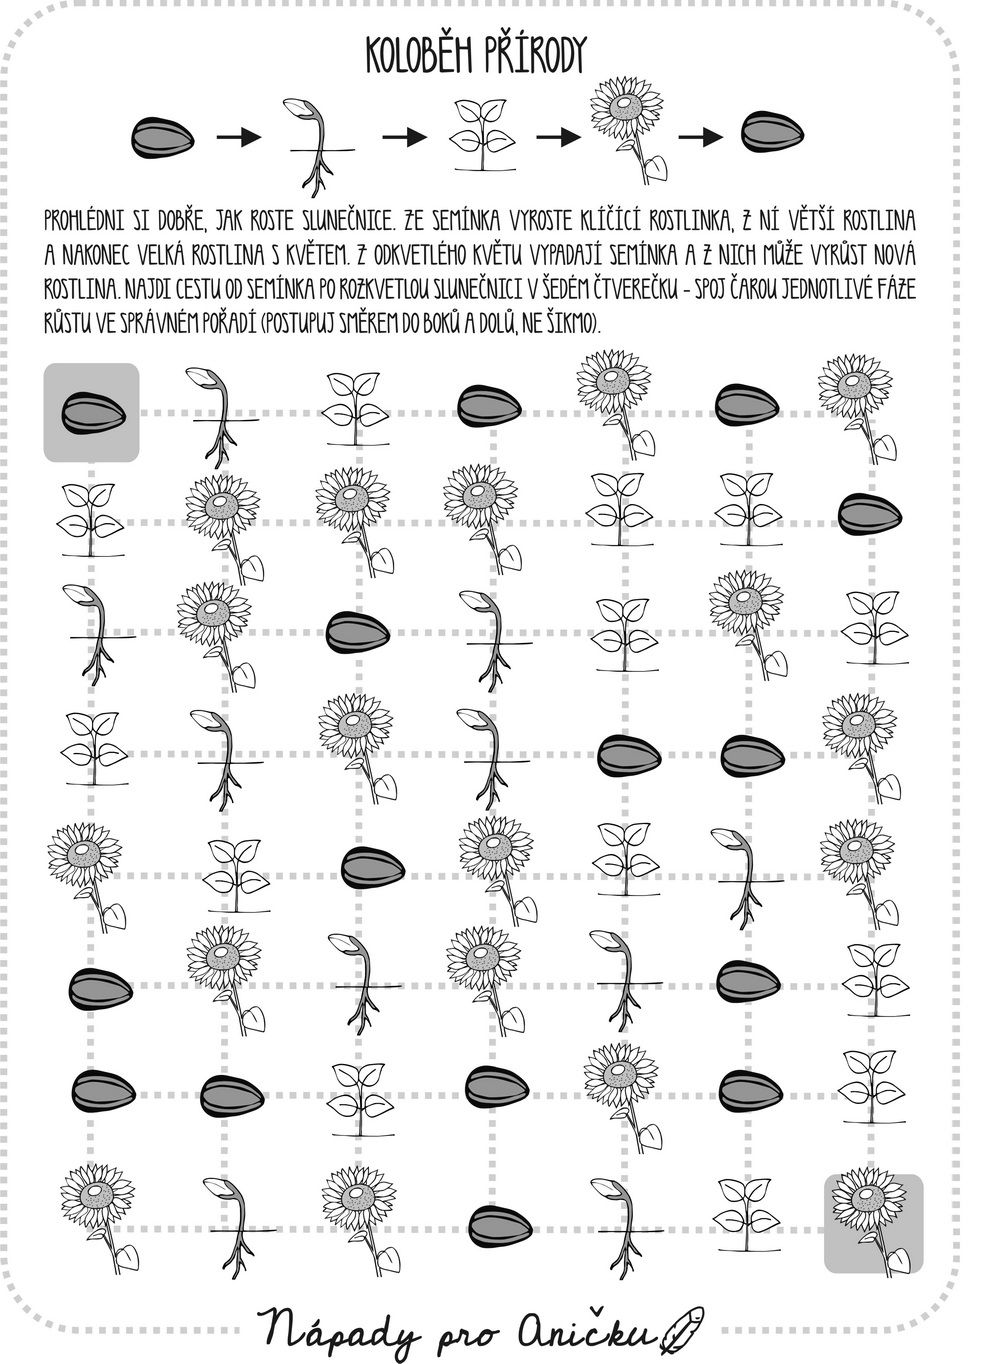 KOLOBĚH PŘÍRODY
PROHLÉDNI SI DOBŘE, JAK ROSTE SLUNEČNICE. ZE SEMÍNKA VYROSTE KLÍČÍCÍ ROSTLINKA, Z NÍ VĚTŠÍ ROSTLINA
A NAKONEC VELKÁ ROSTLINA S KVĚTEM. Z ODKVETLÉHO KVĚTU VYPADAJÍ SEMÍNKA A Z NICH MŮŽE VYRŮST NOVÁ
ROSTLINA. NAJDI CESTU OD SEMÍNKA PO ROZKVETLOU SLUNEČNICI V ŠEDÉM ČTVEREČKU - SPOJ ČAROU JEDNOTLIVÉ FÁZE
RŮSTU VE SPRÁVNÉM POŘADÍ (POSTUPUJ SMĚREM DO BOKŮ A DOLŮ, NE ŠIKMO).
Nápady pro Aničku